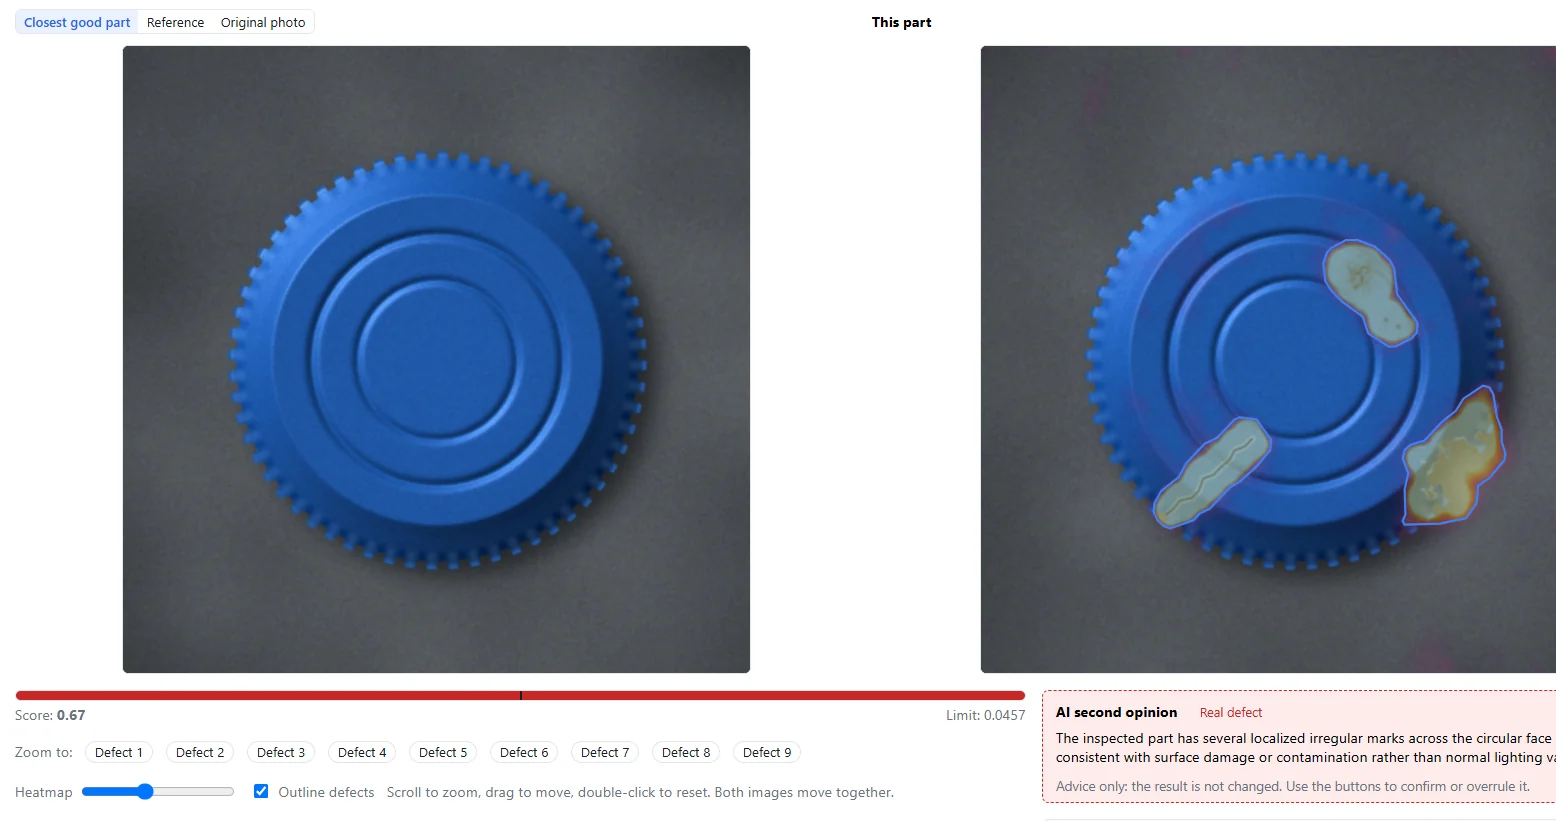 Closest good part Reference Original photo
This part
Score: 0.67
Limit: 0.0457
Zoom to: Defect 1 Defect 2 Defect 3 Defect 4 Defect 5 Defect 6 Defect 7 Defect 8 Defect 9
Heatmap Outline defects Scroll to zoom, drag to move, double-click to reset. Both images move together.
AI second opinion Real defect
The inspected part has several localized irregular marks across the circular face
consistent with surface damage or contamination rather than normal lighting
Advice only: the result is not changed. Use the buttons to confirm or overrule it.